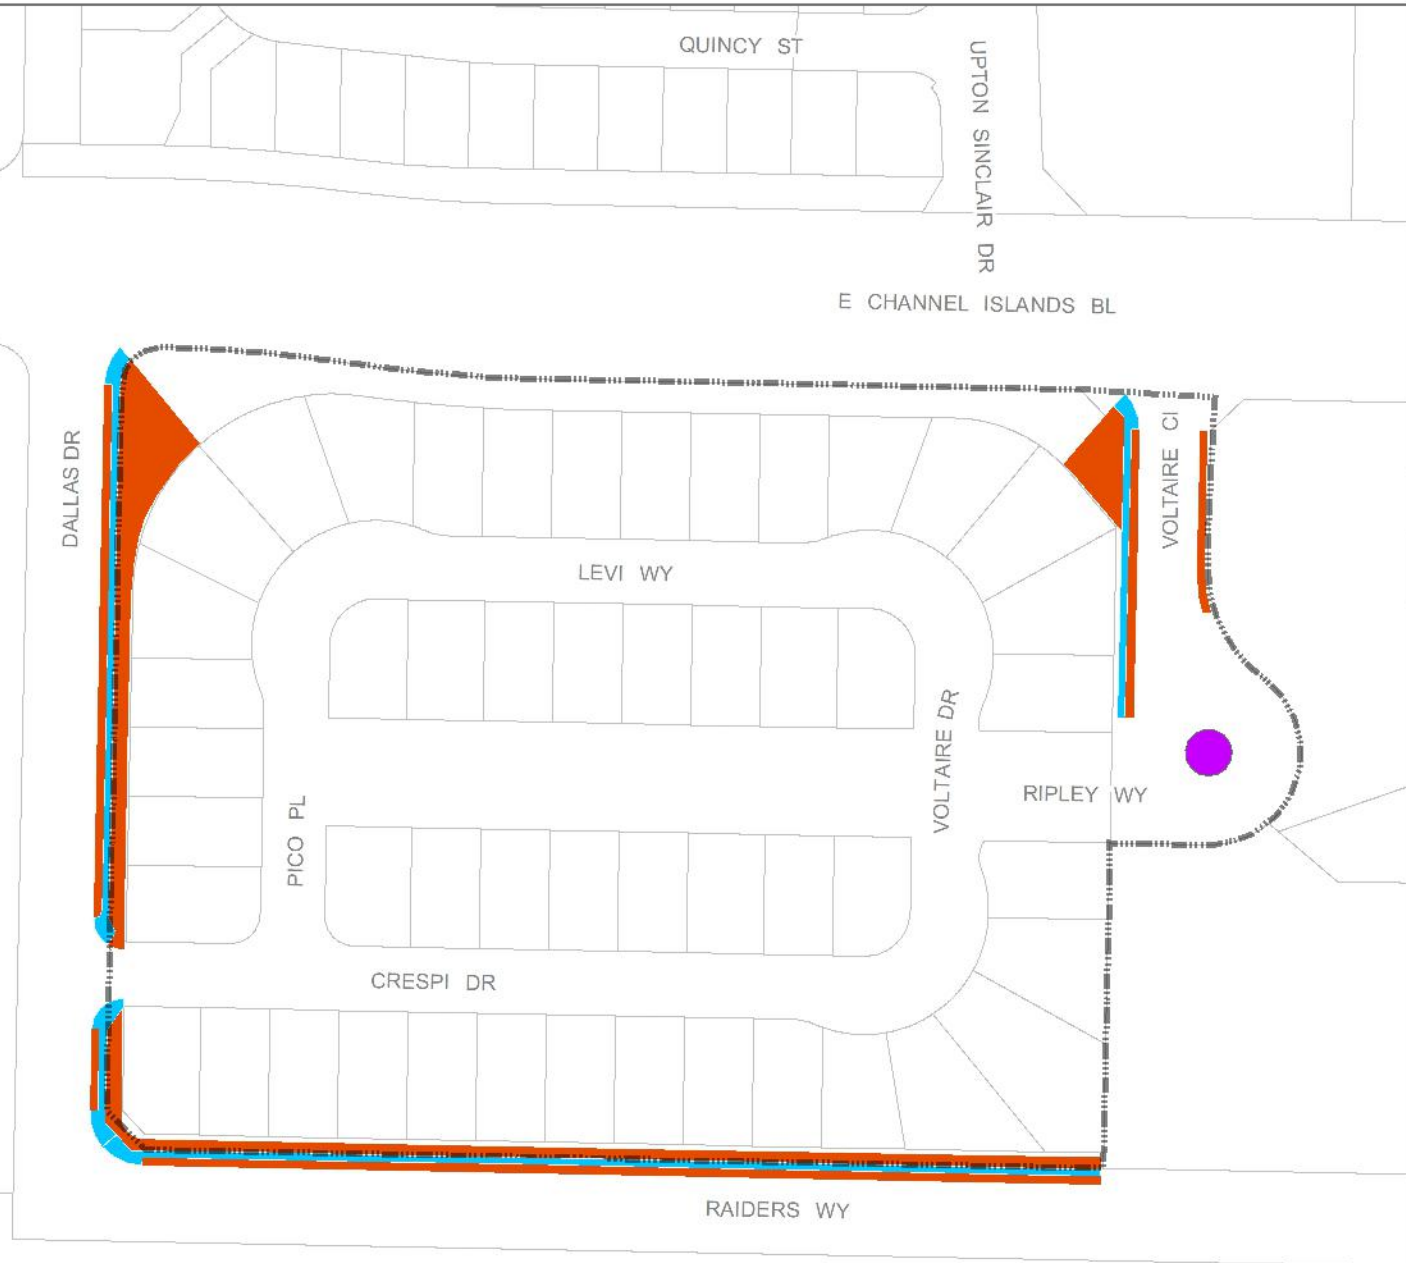 QUINCY ST
UPTON SINCLAIR DR
E CHANNEL ISLANDS BL
DALLAS DR
VOLTAIRE CI
LEVI WY
VOLTAIRE DR
RIPLEY WY
PICO PL
CRESPI DR
RAIDERS WY